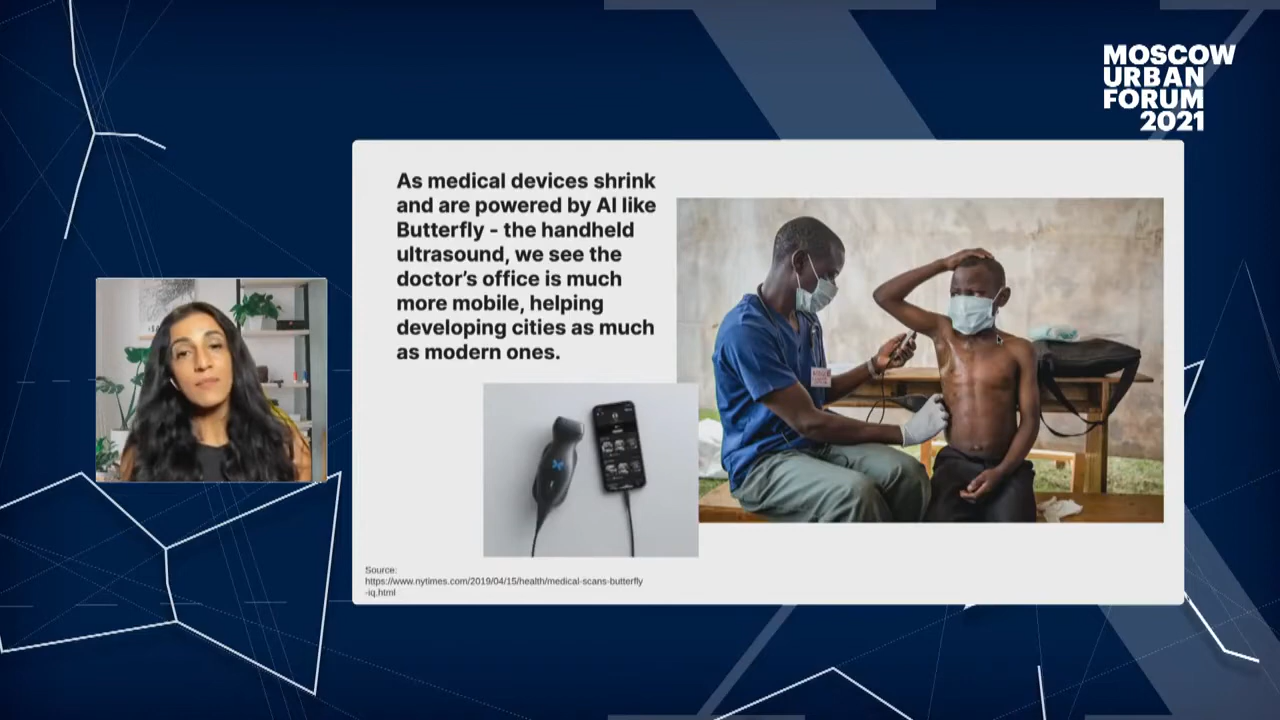 MOSCOW
URBAN
FORUM
2021
As medical devices shrink
and are powered by AI like
Butterfly - the handheld
ultrasound, we see the
doctor's office is much
more mobile, helping
developing cities as much
as modern ones.
Source:
https://www.nytimes.com/2019/04/15/health/medical-scans-butterfly
-iq.html